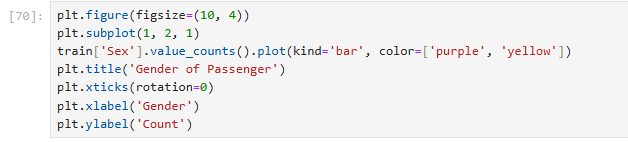 [70]: plt.figure(figsize=(10, 4))
plt.subplot(1, 2, 1)
train['Sex'].value_counts().plot(kind='bar', color=['purple', 'yellow'])
plt.title('Gender of Passenger')
plt.xticks(rotation=0)
plt.xlabel('Gender')
plt.ylabel('Count')